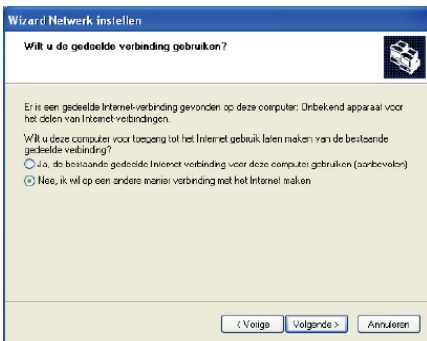 Wizard Netwerk instellen
Wilt u de gedeelde verbinding gebruiken?
Er is een gedeelde Internet-verbinding gevonden op deze computer: Onbekend apparaat voor
het delen van Internet-verbindingen.
Wilt u deze computer voor toegang tot het Internet gebruik laten maken van de bestaande
gedeelde verbinding?
Ja, de bestaande gedeelde Internet verbinding voor deze computer gebruiken (aanbevolen)
Nee, ik wil op een andere manier verbinding met het Internet maken
< Vorige
Volgende >
Annuleren